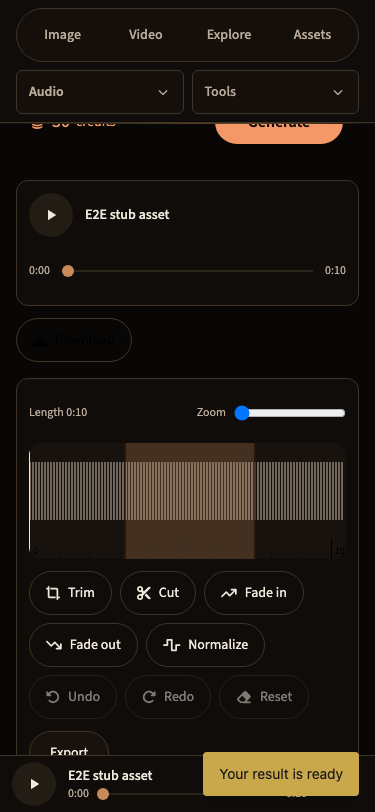 Image Video Explore Assets
Audio Tools
30 credits Generate
E2E stub asset
0:00 0:10
Download
Length 0:10 Zoom
10
Trim Cut Fade in
Fade out Normalize
Undo Redo Reset
Export
E2E stub asset
0:00
Your result is ready